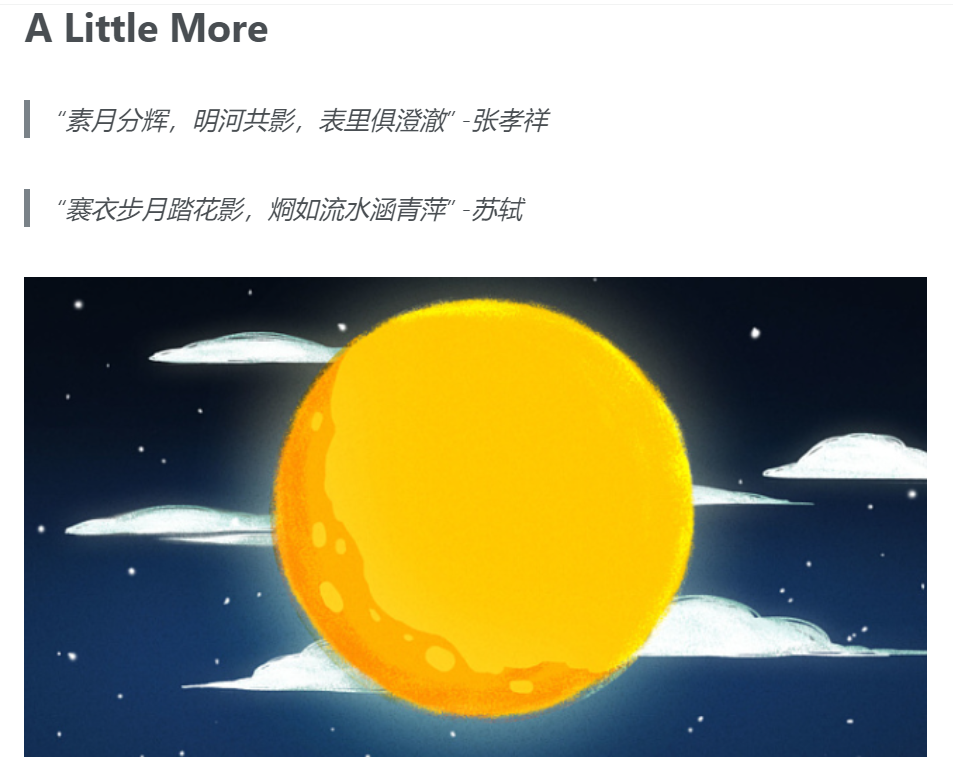 A Little More
“素月分辉，明河共影，表里俱澄澈” -张孝祥
“褰衣步月踏花影，炯如流水涵青萍” -苏轼